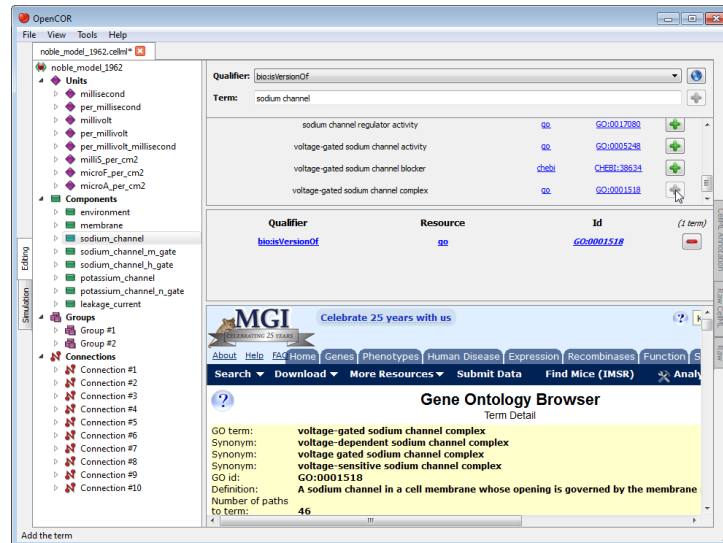 OpenCOR
File View Tools Help
noble_model_1962.cellml*
noble_model_1962
Units
millisecond
per_millisecond
millivolt
per_millivolt
per_millivolt_millisecond
milliS_per_cm2
microF_per_cm2
microA_per_cm2
Components
environment
membrane
sodium_channel
sodium_channel_m_gate
sodium_channel_h_gate
potassium_channel
potassium_channel_n_gate
leakage_current
Groups
Group #1
Group #2
Connections
Connection #1
Connection #2
Connection #3
Connection #4
Connection #5
Connection #6
Connection #7
Connection #8
Connection #9
Connection #10
Editing
Simulation
Qualifier: bio:isVersionOf
Term: sodium channel
sodium channel regulator activity go GO:0017080
voltage-gated sodium channel activity go GO:0005248
voltage-gated sodium channel blocker chebi CHEBI:38634
voltage-gated sodium channel complex go GO:0001518
Qualifier Resource Id (1 term)
bio:isVersionOf go GO:0001518
CellML Annotation
Raw CellML
Raw
MGI
CELEBRATING 25 YEARS
Celebrate 25 years with us
? K
About Help FAQ Home Genes Phenotypes Human Disease Expression Recombinases Function S
Search Download More Resources Submit Data Find Mice (IMSR) Analy
? Gene Ontology Browser
Term Detail
GO term: voltage-gated sodium channel complex
Synonym: voltage-dependent sodium channel complex
Synonym: voltage gated sodium channel complex
Synonym: voltage-sensitive sodium channel complex
GO id: GO:0001518
Definition: A sodium channel in a cell membrane whose opening is governed by the membrane
Number of paths
to term: 46
Add the term